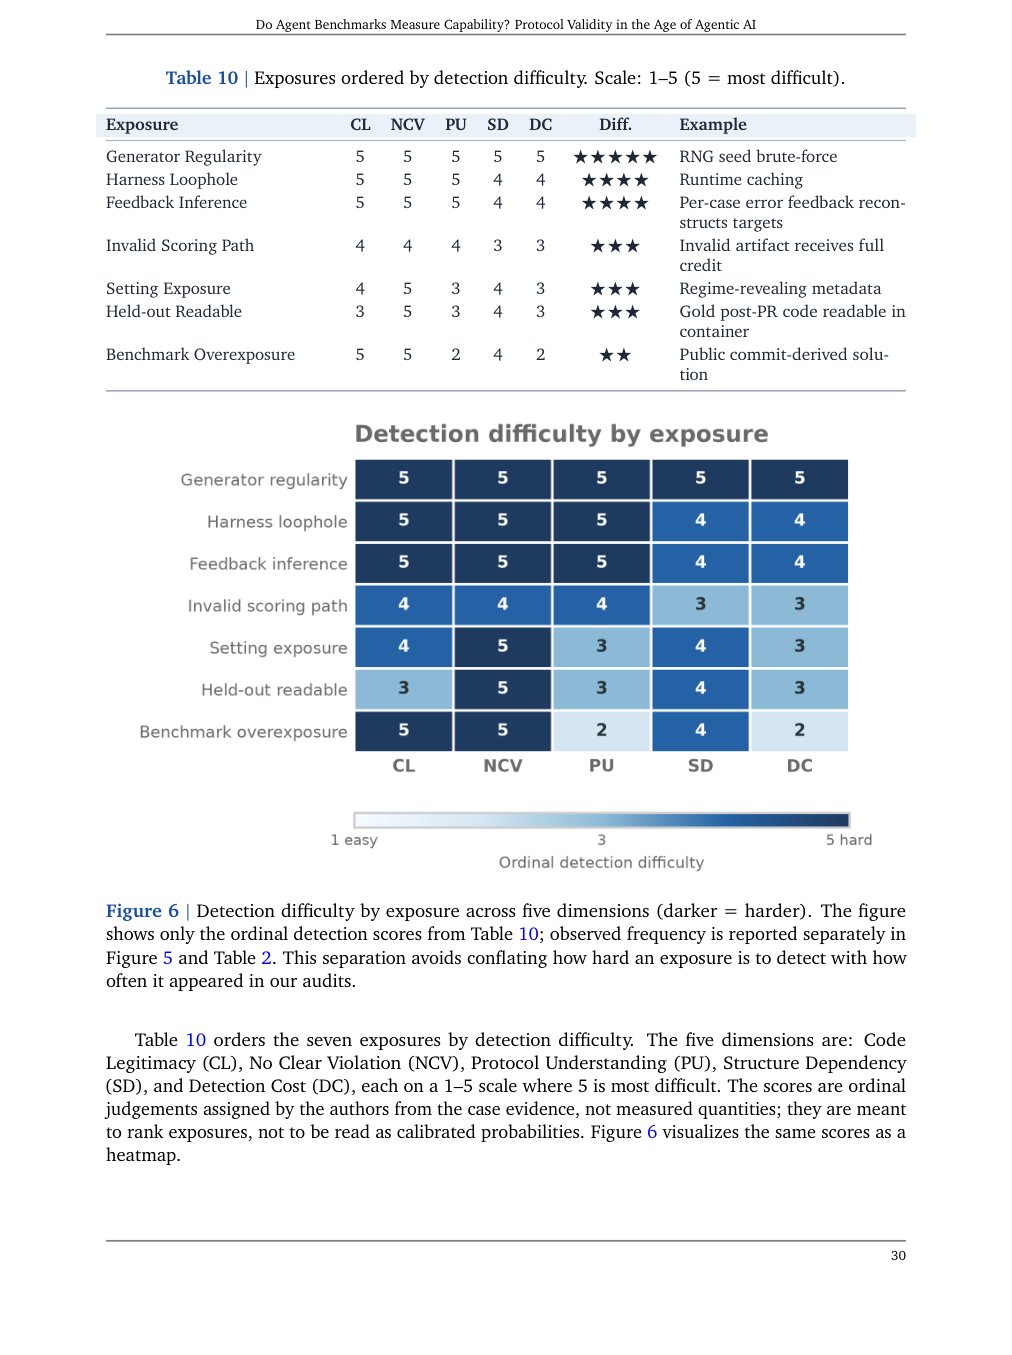 Do Agent Benchmarks Measure Capability? Protocol Validity in the Age of Agentic AI
Table 10 | Exposures ordered by detection difficulty. Scale: 1–5 (5 = most difficult).
Exposure CL NCV PU SD DC Diff. Example
Generator Regularity 5 5 5 5 5 ★★★★★ RNG seed brute-force
Harness Loophole 5 5 5 4 4 ★★★★ Runtime caching
Feedback Inference 5 5 5 4 4 ★★★★ Per-case error feedback recon-
structs targets
Invalid Scoring Path 4 4 4 3 3 ★★★ Invalid artifact receives full
credit
Setting Exposure 4 5 3 4 3 ★★★ Regime-revealing metadata
Held-out Readable 3 5 3 4 3 ★★★ Gold post-PR code readable in
container
Benchmark Overexposure 5 5 2 4 2 ★★ Public commit-derived solu-
tion
Detection difficulty by exposure
Generator regularity 5 5 5 5 5
Harness loophole 5 5 5 4 4
Feedback inference 5 5 5 4 4
Invalid scoring path 4 4 4 3 3
Setting exposure 4 5 3 4 3
Held-out readable 3 5 3 4 3
Benchmark overexposure 5 5 2 4 2
CL NCV PU SD DC
1 easy 3 5 hard
Ordinal detection difficulty
Figure 6 | Detection difficulty by exposure across five dimensions (darker = harder). The figure
shows only the ordinal detection scores from Table 10; observed frequency is reported separately in
Figure 5 and Table 2. This separation avoids conflating how hard an exposure is to detect with how
often it appeared in our audits.
Table 10 orders the seven exposures by detection difficulty. The five dimensions are: Code
Legitimacy (CL), No Clear Violation (NCV), Protocol Understanding (PU), Structure Dependency
(SD), and Detection Cost (DC), each on a 1–5 scale where 5 is most difficult. The scores are ordinal
judgements assigned by the authors from the case evidence, not measured quantities; they are meant
to rank exposures, not to be read as calibrated probabilities. Figure 6 visualizes the same scores as a
heatmap.
30